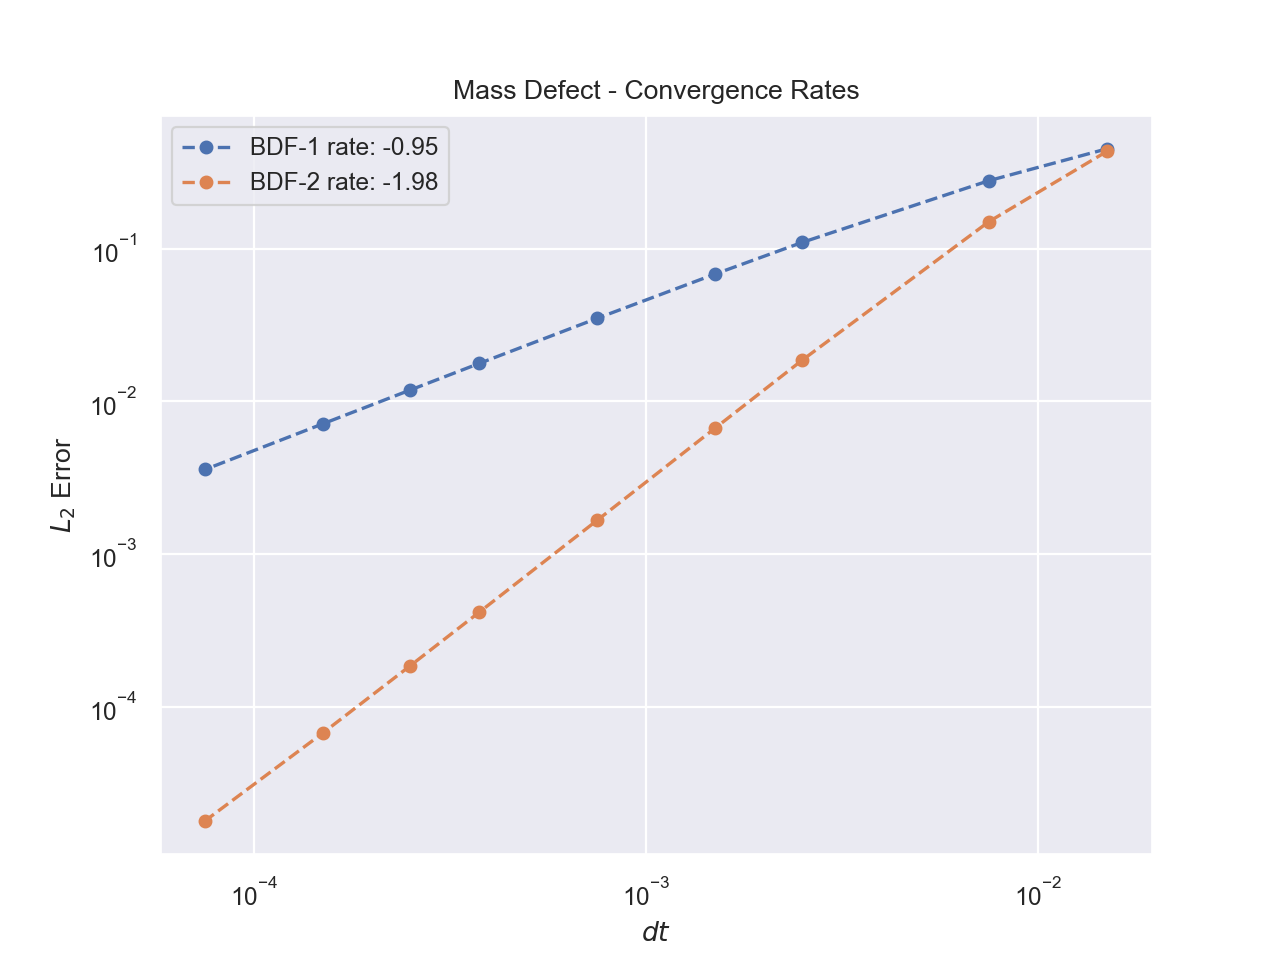 Mass Defect - Convergence Rates
BDF-1 rate: -0.95
BDF-2 rate: -1.98
L₂ Error
10⁻¹
10⁻²
10⁻³
10⁻⁴
10⁻⁴ 10⁻³ 10⁻²
dt